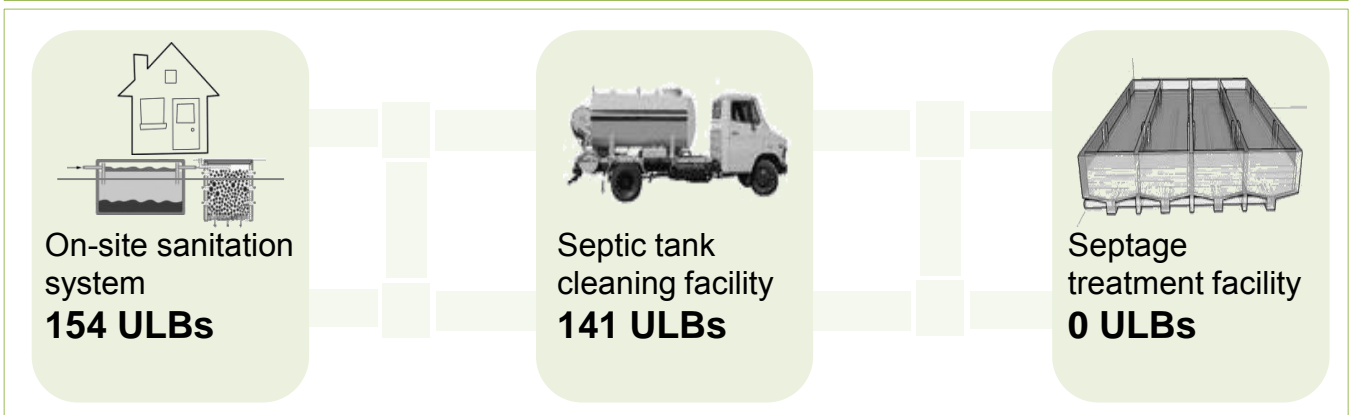 On-site sanitation
system
154 ULBs
Septic tank
cleaning facility
141 ULBs
Septage
treatment facility
0 ULBs